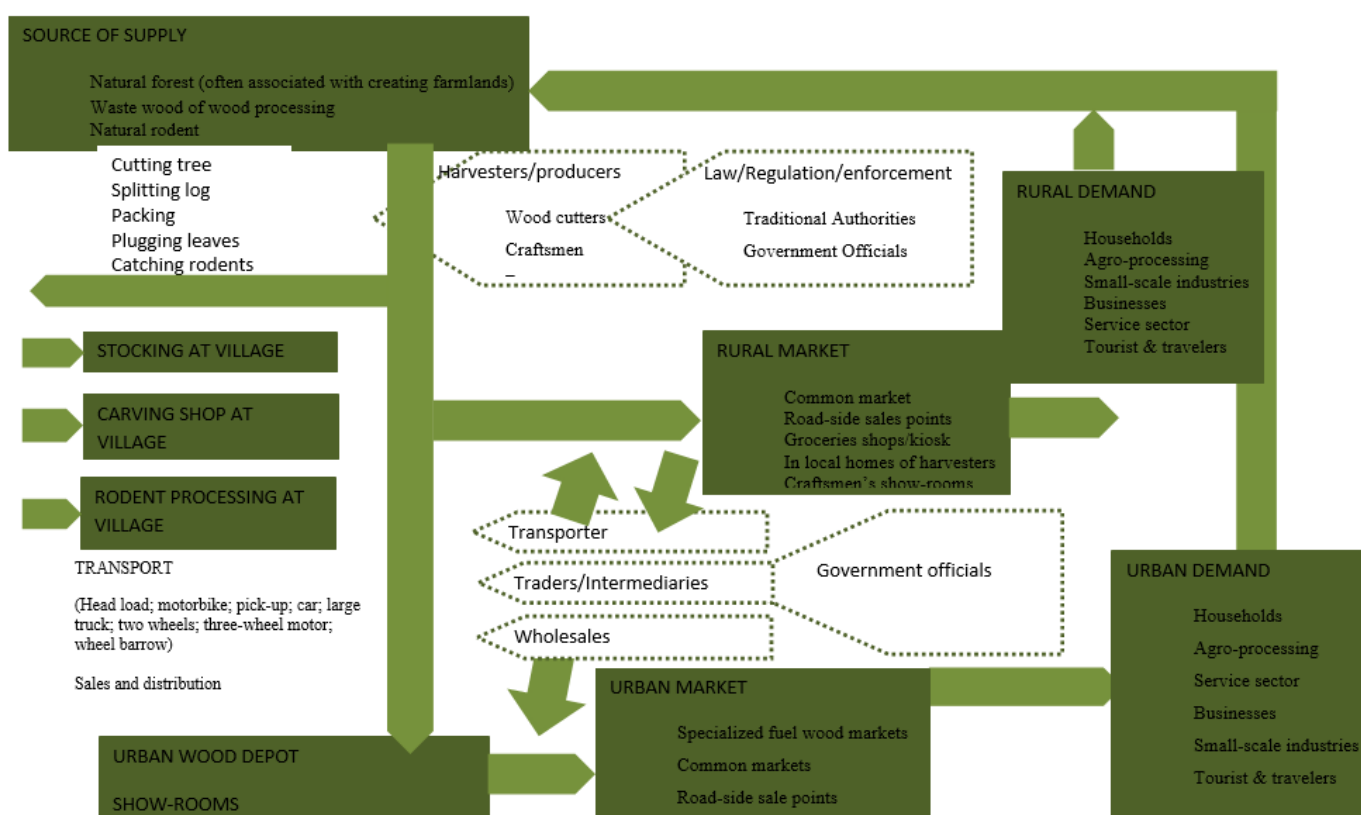 SOURCE OF SUPPLY
Natural forest (often associated with creating farmlands)
Waste wood of wood processing
Natural rodent
Cutting tree
Splitting log
Packing
Plugging leaves
Catching rodents
Harvesters/producers
Wood cutters
Craftsmen
Law/Regulation/enforcement
Traditional Authorities
Government Officials
RURAL DEMAND
Households
Agro-processing
Small-scale industries
Businesses
Service sector
Tourist & travelers
STOCKING AT VILLAGE
CARVING SHOP AT
VILLAGE
RODENT PROCESSING AT
VILLAGE
RURAL MARKET
Common market
Road-side sales points
Groceries shops/kiosk
In local homes of harvesters
Craftsmen's show-rooms
TRANSPORT
(Head load; motorbike; pick-up; car; large
truck; two wheels; three-wheel motor;
wheel barrow)
Sales and distribution
Transporter
Traders/Intermediaries
Wholesales
Government officials
URBAN DEMAND
Households
Agro-processing
Service sector
Businesses
Small-scale industries
Tourist & travelers
URBAN WOOD DEPOT
SHOW-ROOMS
URBAN MARKET
Specialized fuel wood markets
Common markets
Road-side sale points